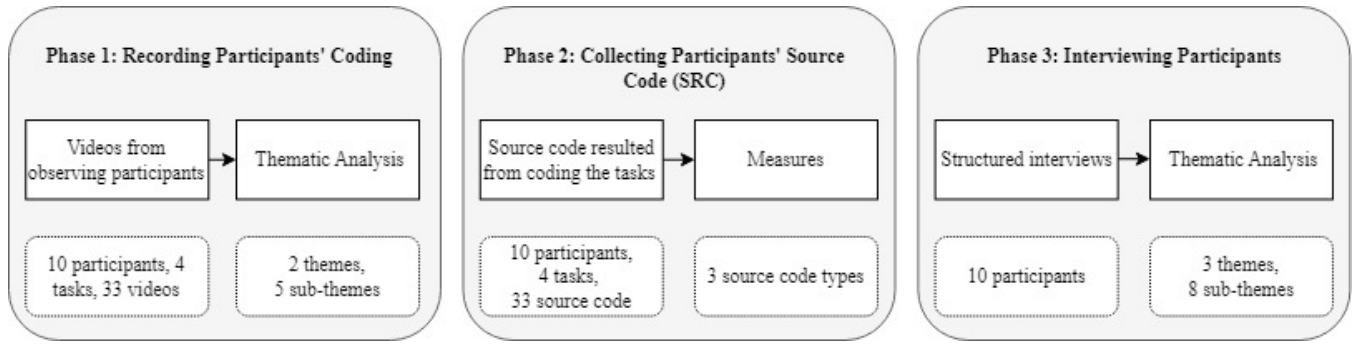 Phase 1: Recording Participants' Coding
Videos from
observing participants
Thematic Analysis
10 participants, 4
tasks, 33 videos
2 themes,
5 sub-themes
Phase 2: Collecting Participants' Source
Code (SRC)
Source code resulted
from coding the tasks
Measures
10 participants,
4 tasks,
33 source code
3 source code types
Phase 3: Interviewing Participants
Structured interviews
Thematic Analysis
10 participants
3 themes,
8 sub-themes